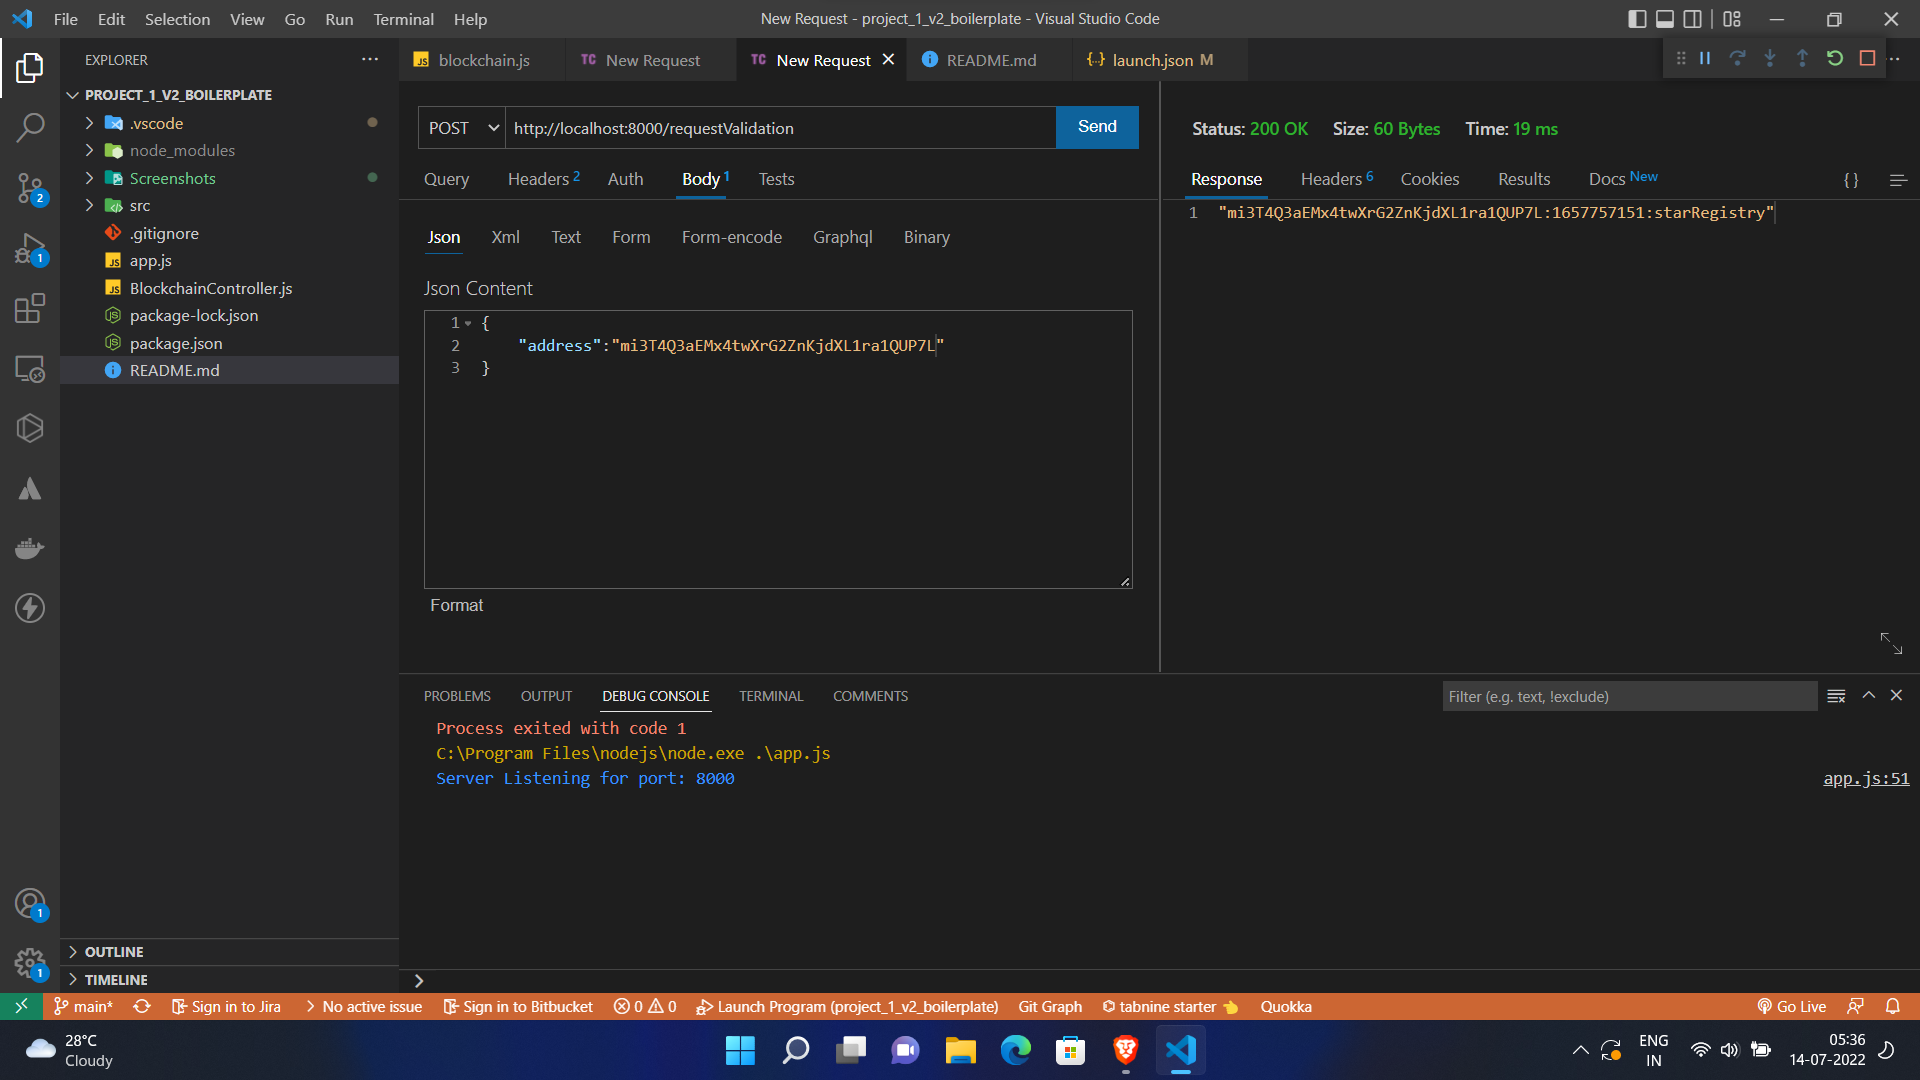 File Edit Selection View Go Run Terminal Help
New Request - project_1_v2_boilerplate - Visual Studio Code
EXPLORER
PROJECT_1_V2_BOILERPLATE
.vscode
node_modules
Screenshots
src
.gitignore
app.js
BlockchainController.js
package-lock.json
package.json
README.md
OUTLINE
TIMELINE
2
1
1
1
JS blockchain.js
TC New Request
TC New Request
README.md
{..} launch.json M
POST http://localhost:8000/requestValidation Send
Query Headers 2 Auth Body 1 Tests
Json Xml Text Form Form-encode Graphql Binary
Json Content
1 {
2 "address":"mi3T4Q3aEMx4twXrG2ZnKjdXL1ra1QUP7L"
3 }
Format
Status: 200 OK Size: 60 Bytes Time: 19 ms
Response Headers 6 Cookies Results Docs New { }
1 "mi3T4Q3aEMx4twXrG2ZnKjdXL1ra1QUP7L:1657757151:starRegistry"
PROBLEMS OUTPUT DEBUG CONSOLE TERMINAL COMMENTS
Filter (e.g. text, !exclude)
Process exited with code 1
C:\Program Files\nodejs\node.exe .\app.js
Server Listening for port: 8000 app.js:51
main* Sign in to Jira No active issue Sign in to Bitbucket 0 0 Launch Program (project_1_v2_boilerplate) Git Graph tabnine starter Quokka Go Live
28°C
Cloudy
ENG
IN
05:36
14-07-2022